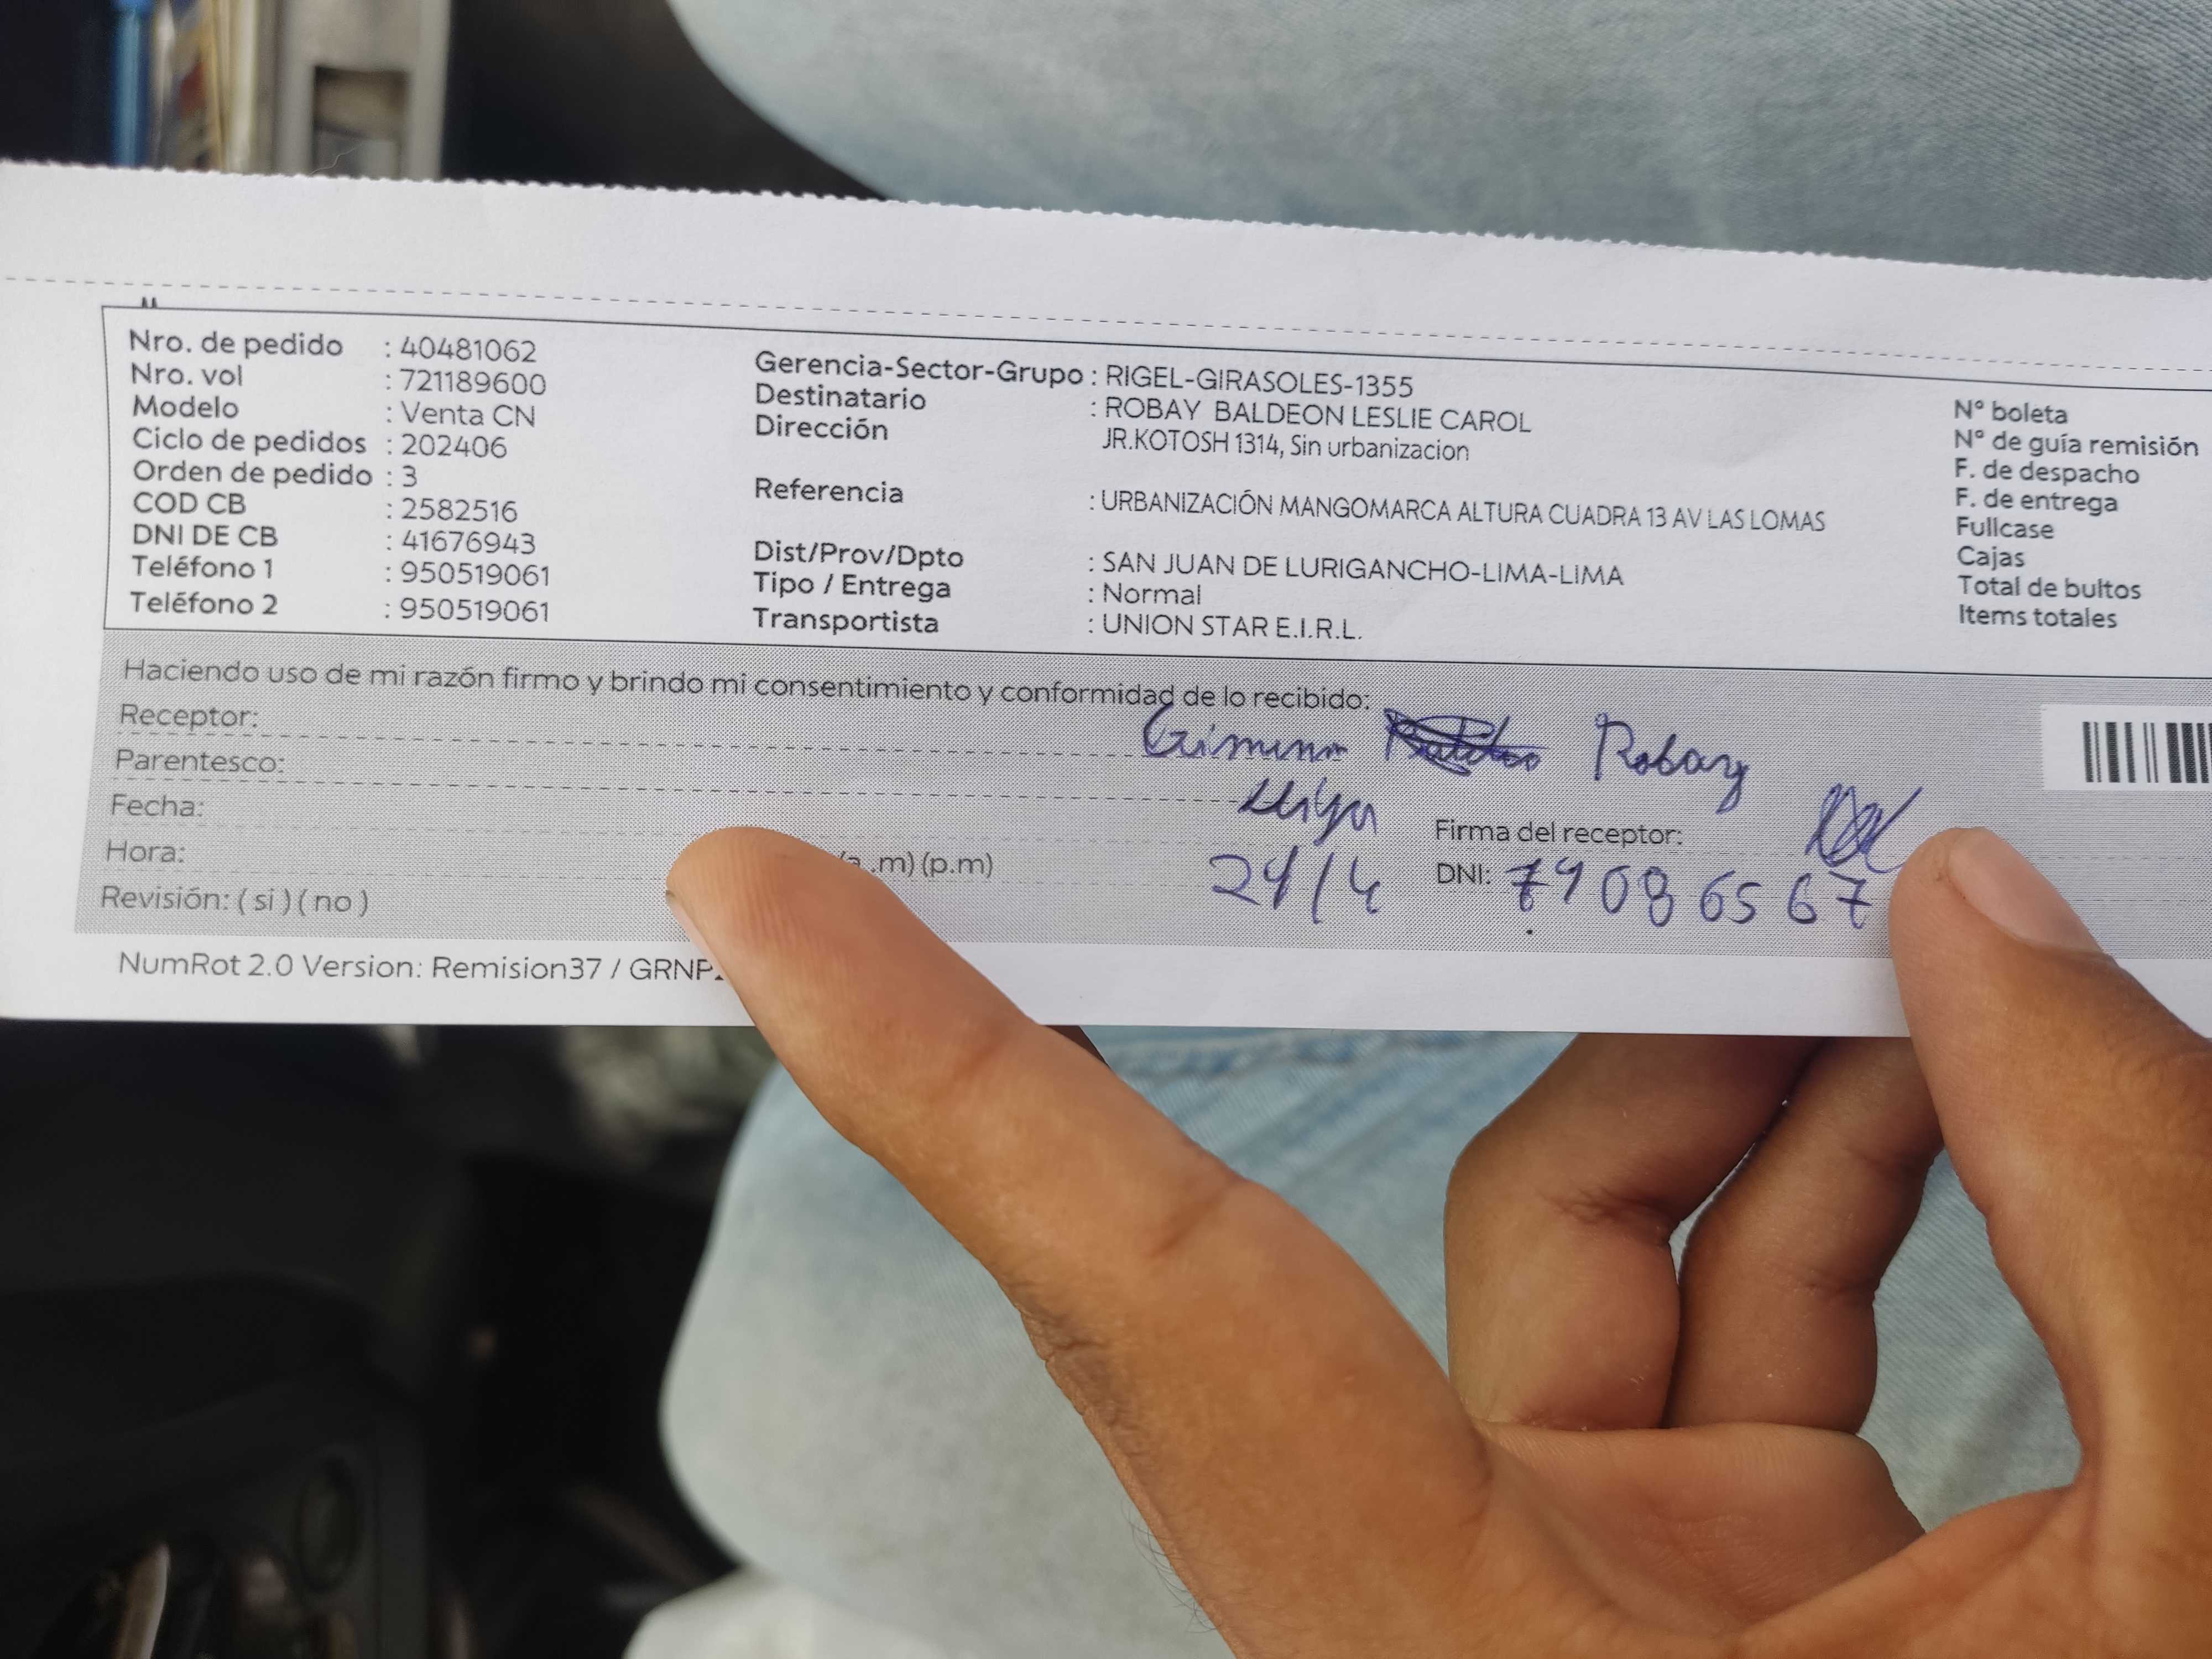 Nro. de pedido : 40481062
Nro. vol : 721189600
Modelo : Venta CN
Ciclo de pedidos : 202406
Orden de pedido : 3
COD CB : 2582516
DNI DE CB : 41676943
Teléfono 1 : 950519061
Teléfono 2 : 950519061
Gerencia-Sector-Grupo : RIGEL-GIRASOLES-1355
Destinatario : ROBAY BALDEON LESLIE CAROL
Dirección JR.KOTOSH 1314, Sin urbanizacion
Referencia : URBANIZACIÓN MANGOMARCA ALTURA CUADRA 13 AV LAS LOMAS
Dist/Prov/Dpto : SAN JUAN DE LURIGANCHO-LIMA-LIMA
Tipo / Entrega : Normal
Transportista : UNION STAR E.I.R.L.
N° boleta
N° de guía remisión
F. de despacho
F. de entrega
Fullcase
Cajas
Total de bultos
Items totales
Haciendo uso de mi razón firmo y brindo mi consentimiento y conformidad de lo recibido:
Receptor: Robay
Parentesco:
Fecha: 24/4
Hora: .m) (p.m)
Revisión: ( si ) ( no )
Firma del receptor:
DNI: 79086567
NumRot 2.0 Version: Remision37 /